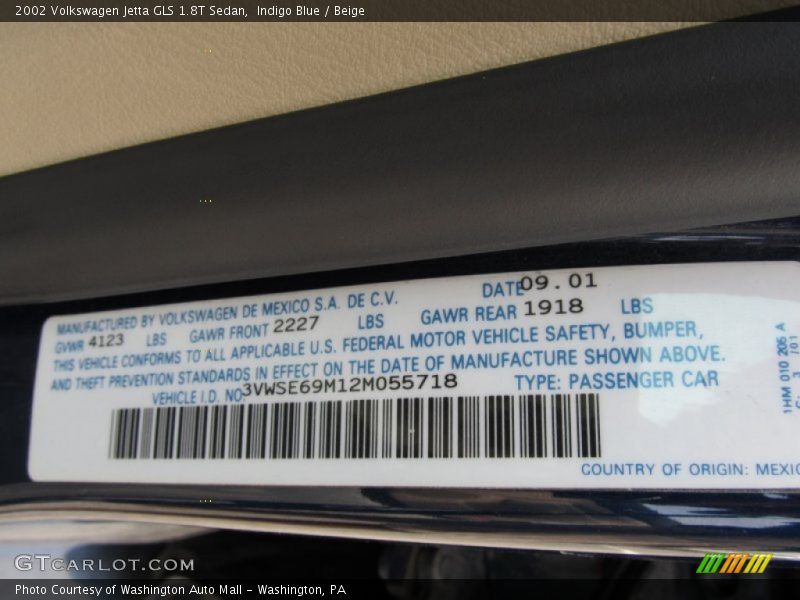 2002 Volkswagen Jetta GLS 1.8T Sedan, Indigo Blue / Beige
MANUFACTURED BY VOLKSWAGEN DE MEXICO S.A. DE C.V. DATE 09.01
GVWR 4123 LBS GAWR FRONT 2227 LBS GAWR REAR 1918 LBS
THIS VEHICLE CONFORMS TO ALL APPLICABLE U.S. FEDERAL MOTOR VEHICLE SAFETY, BUMPER,
AND THEFT PREVENTION STANDARDS IN EFFECT ON THE DATE OF MANUFACTURE SHOWN ABOVE.
VEHICLE I.D. NO: 3VWSE69M12M055718 TYPE: PASSENGER CAR
COUNTRY OF ORIGIN: MEXIC
1HM 010 205 A
GTCARLOT.COM
Photo Courtesy of Washington Auto Mall - Washington, PA